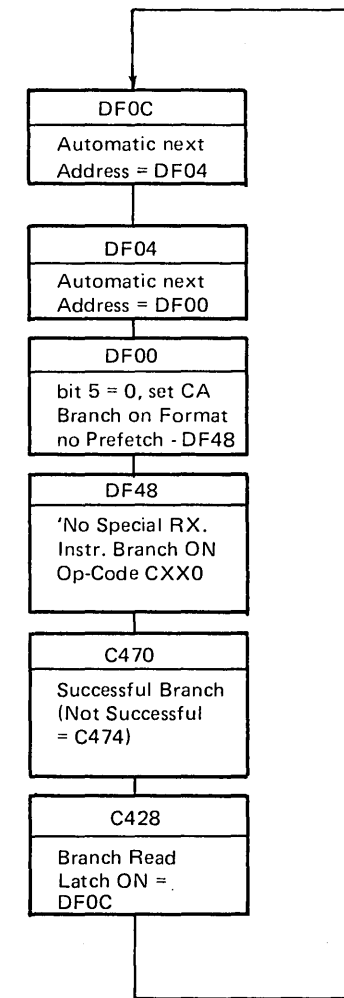 DF0C
Automatic next
Address = DF04
DF04
Automatic next
Address = DF00
DF00
bit 5 = 0, set CA
Branch on Format
no Prefetch - DF48
DF48
'No Special RX.
Instr. Branch ON
Op-Code CXX0
C470
Successful Branch
(Not Successful
= C474)
C428
Branch Read
Latch ON =
DF0C